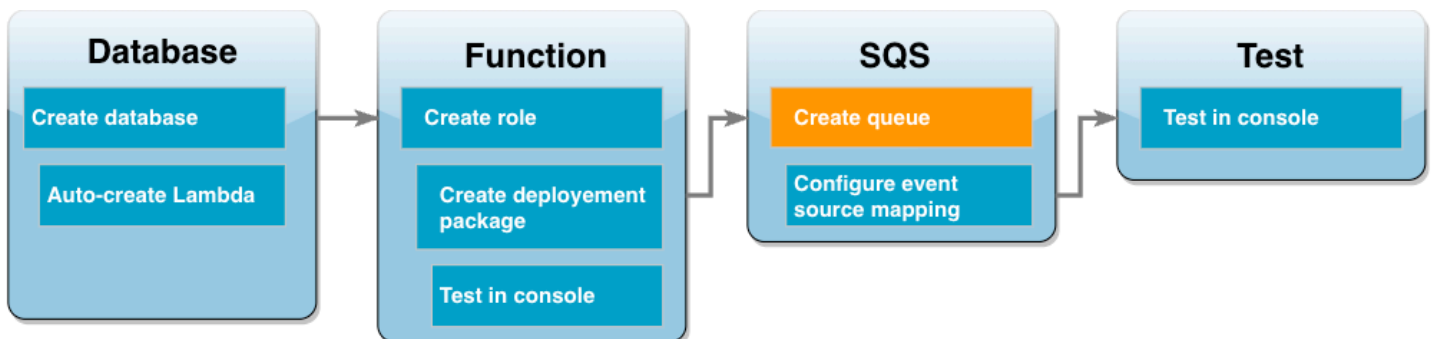 Database
Create database
Auto-create Lambda
Function
Create role
Create deployement
package
Test in console
SQS
Create queue
Configure event
source mapping
Test
Test in console